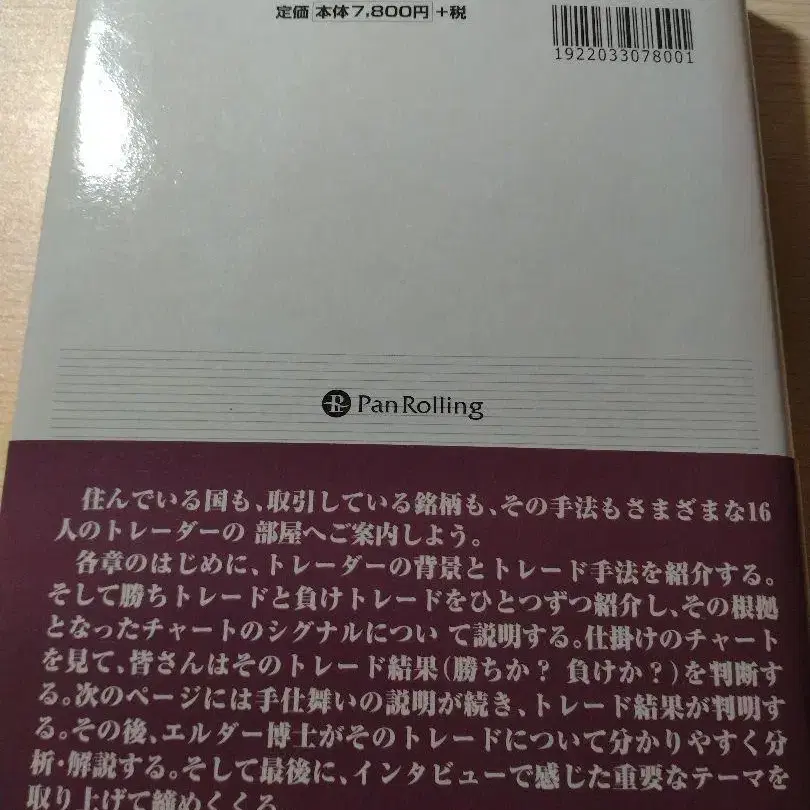 定価 本体7,800円 +税
1922033078001
PanRolling
住んでいる国も、取引している銘柄も、その手法もさまざまな16
人のトレーダーの 部屋へご案内しよう。
各章のはじめに、トレーダーの背景とトレード手法を紹介する。
そして勝ちトレードと負けトレードをひとつずつ紹介し、その根拠
となったチャートのシグナルについ て説明する。仕掛けのチャート
を見て、皆さんはそのトレード結果(勝ちか? 負けか?)を判断す
る。次のページには手仕舞いの説明が続き、トレード結果が判明す
る。その後、エルダー博士がそのトレードについて分かりやすく分
析・解説する。そして最後に、インタビューで感じた重要なテーマを
取り上げて締めくくる。